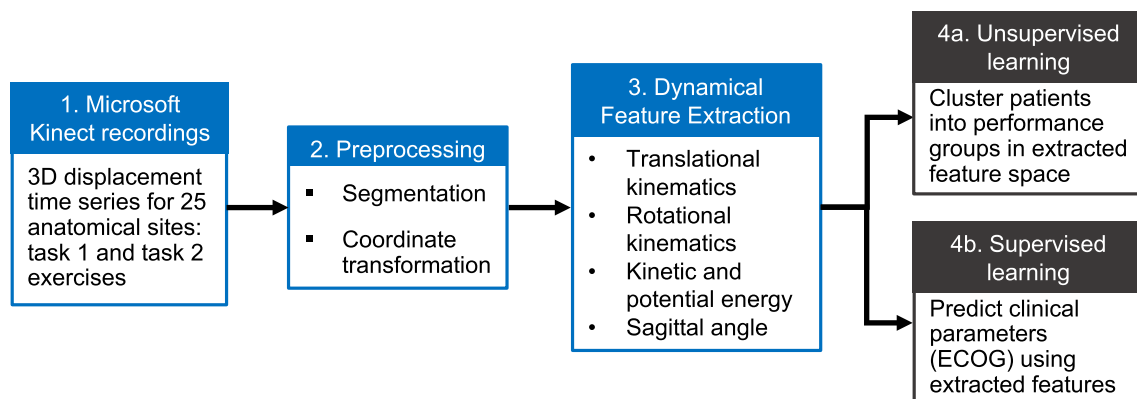 1. Microsoft
Kinect recordings
3D displacement
time series for 25
anatomical sites:
task 1 and task 2
exercises
2. Preprocessing
▪ Segmentation
▪ Coordinate
transformation
3. Dynamical
Feature Extraction
• Translational
kinematics
• Rotational
kinematics
• Kinetic and
potential energy
• Sagittal angle
4a. Unsupervised
learning
Cluster patients
into performance
groups in extracted
feature space
4b. Supervised
learning
Predict clinical
parameters
(ECOG) using
extracted features